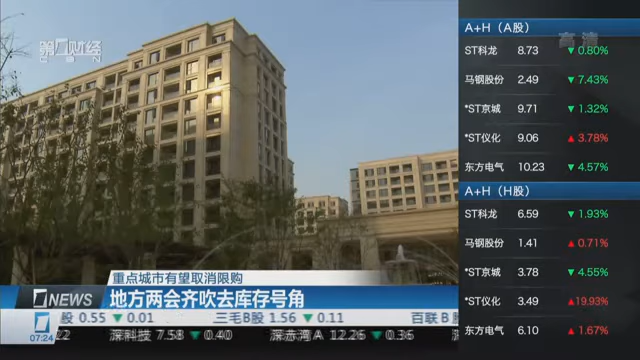 第一财经
CBN
高清
A+H（A股）
ST科龙 8.73 ▼0.80%
马钢股份 2.49 ▼7.43%
*ST京城 9.71 ▼1.32%
*ST仪化 9.06 ▲3.78%
东方电气 10.23 ▼4.57%
A+H（H股）
ST科龙 6.59 ▼1.93%
马钢股份 1.41 ▲0.71%
*ST京城 3.78 ▼4.55%
*ST仪化 3.49 ▲19.93%
东方电气 6.10 ▲1.67%
重点城市有望取消限购
NEWS 地方两会齐吹去库存号角
股 0.55 ▼0.01 三毛B股 1.56 ▼0.11 百联B股
07:24 22 深科技 7.58 ▼0.40 深赤湾A 12.26 ▼0.36 深